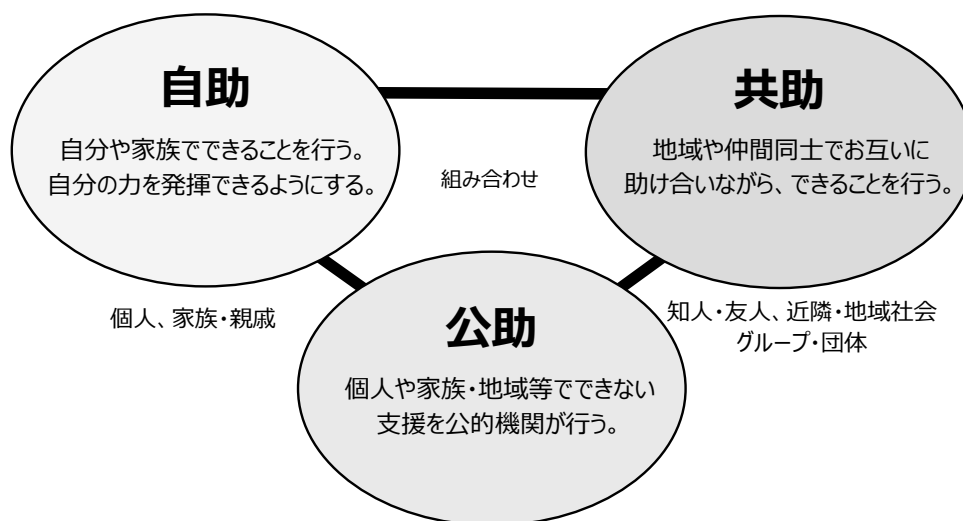 自助
自分や家族でできることを行う。
自分の力を発揮できるようにする。
共助
地域や仲間同士でお互いに
助け合いながら、できることを行う。
組み合わせ
個人、家族・親戚
知人・友人、近隣・地域社会
グループ・団体
公助
個人や家族・地域等でできない
支援を公的機関が行う。